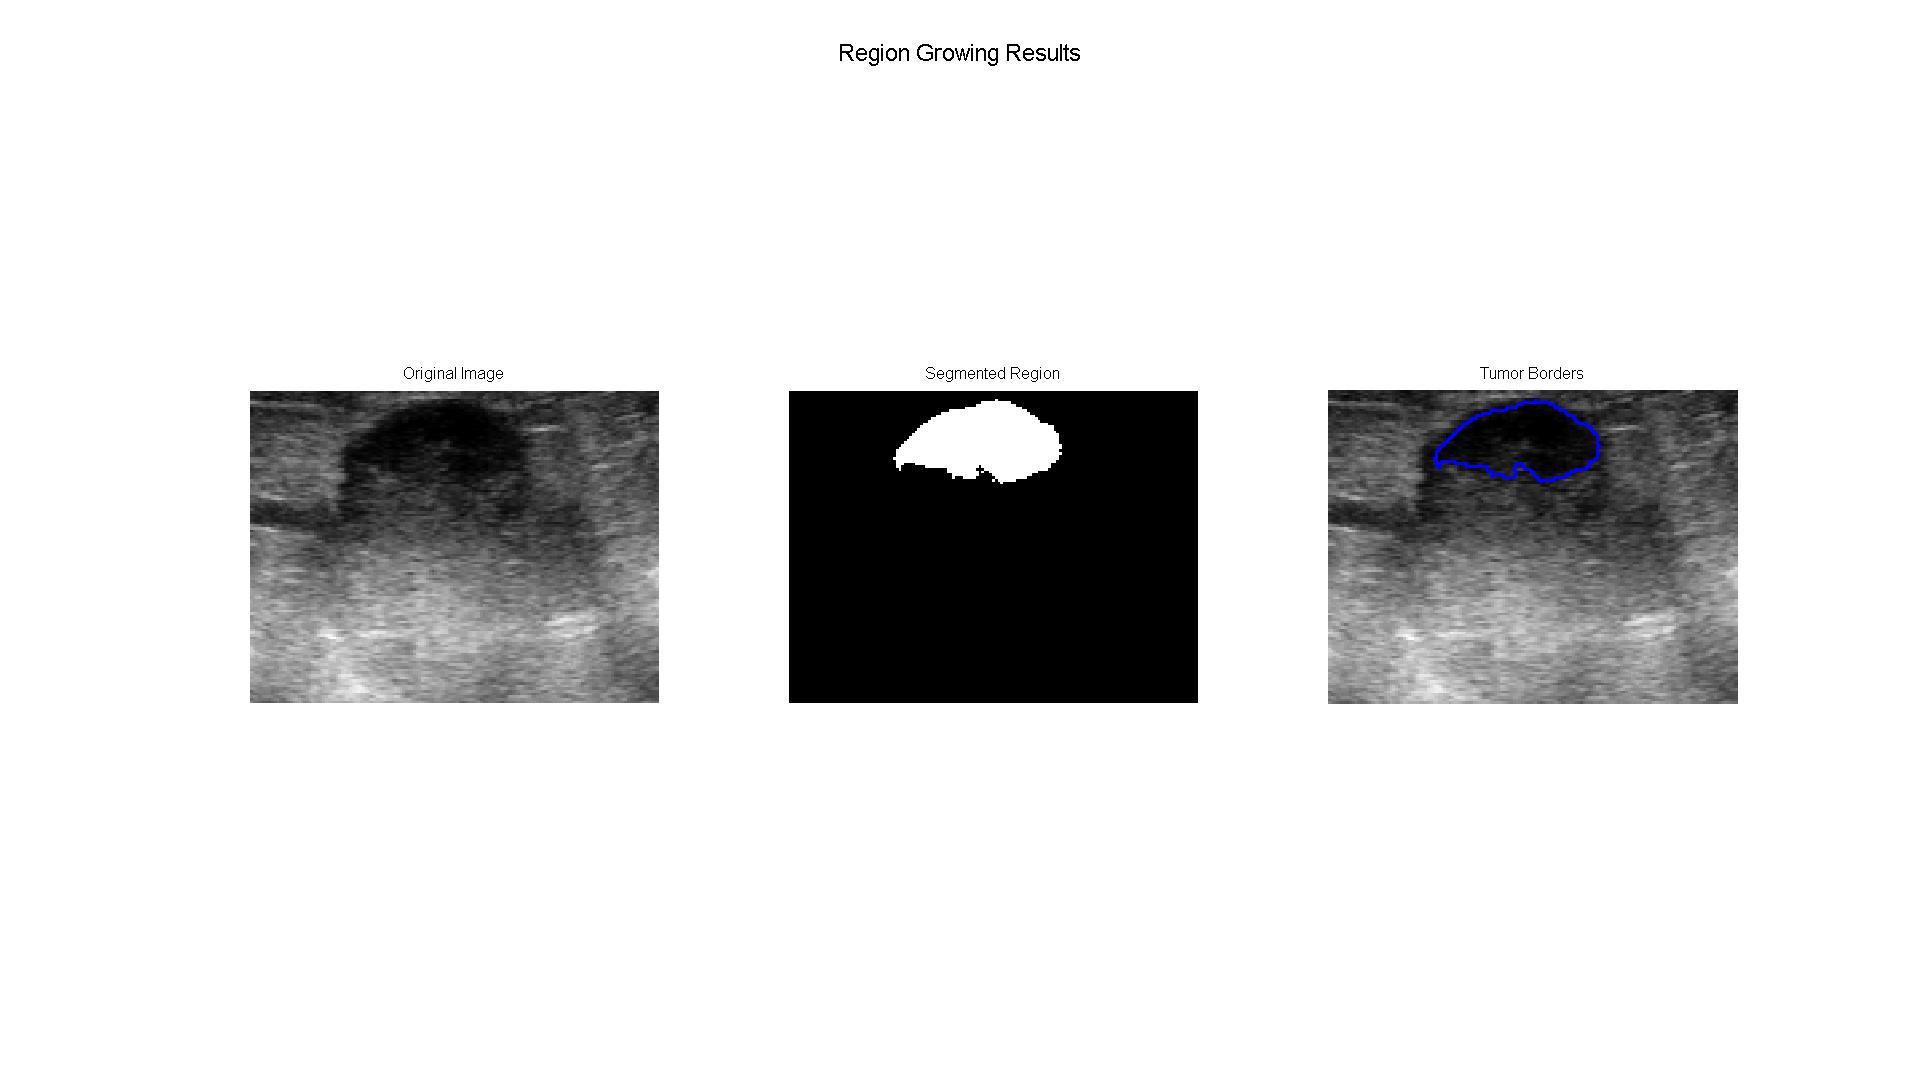 Region Growing Results
Original Image
Segmented Region
Tumor Borders